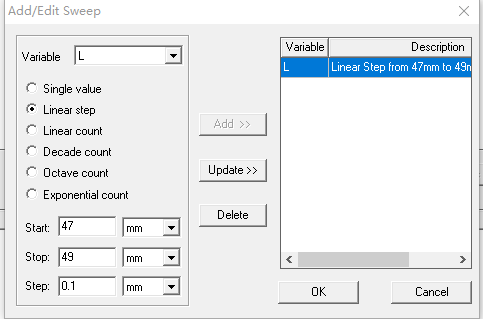 Add/Edit Sweep
Variable L
Single value
Linear step
Linear count
Decade count
Octave count
Exponential count
Start: 47 mm
Stop: 49 mm
Step: 0.1 mm
Add >>
Update >>
Delete
Variable Description
L Linear Step from 47mm to 49m
OK Cancel